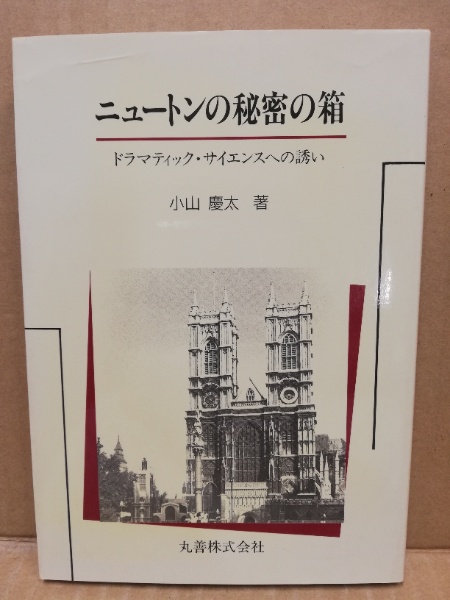 ニュートンの秘密の箱
ドラマティック・サイエンスへの誘い
小山 慶太 著
丸善株式会社